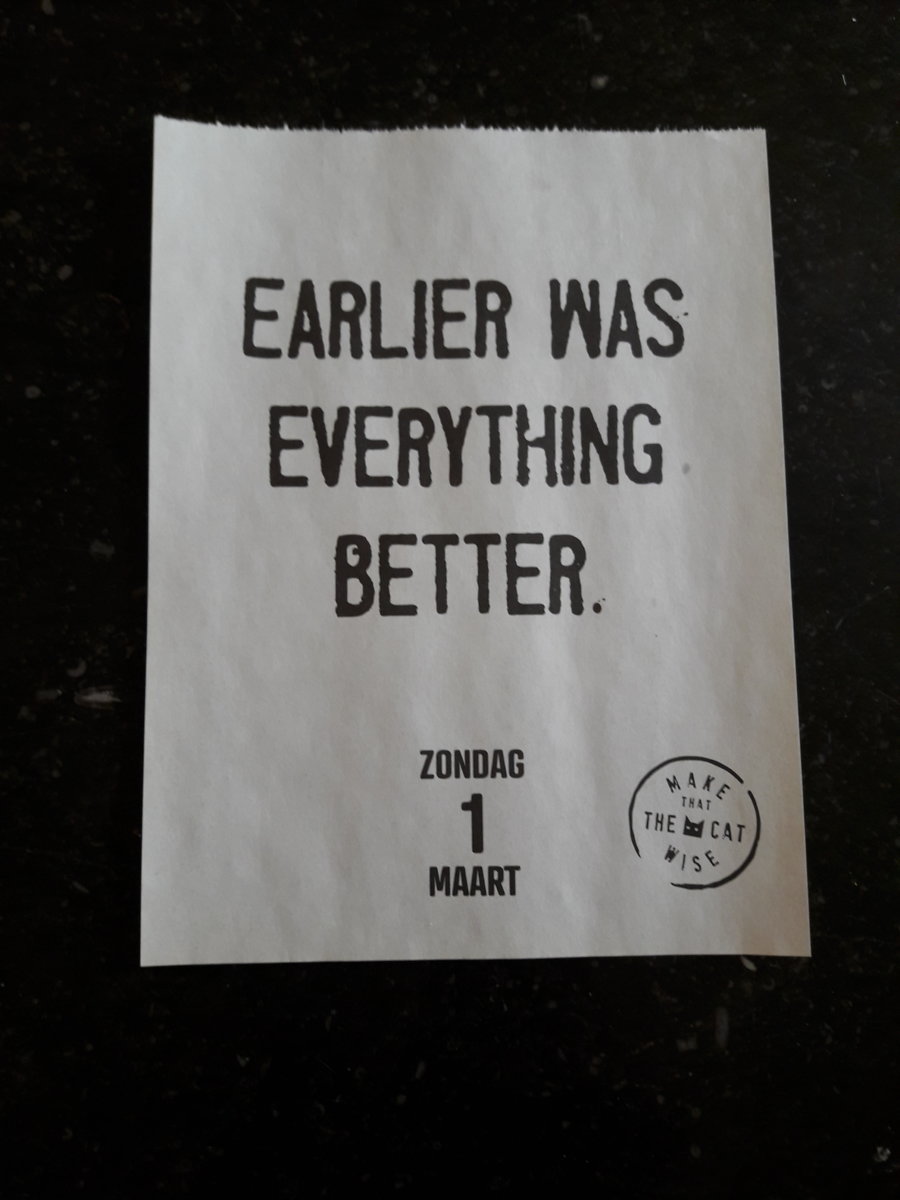 EARLIER WAS
EVERYTHING
BETTER.
ZONDAG
1
MAART
MAKE
THAT
THE CAT
WISE